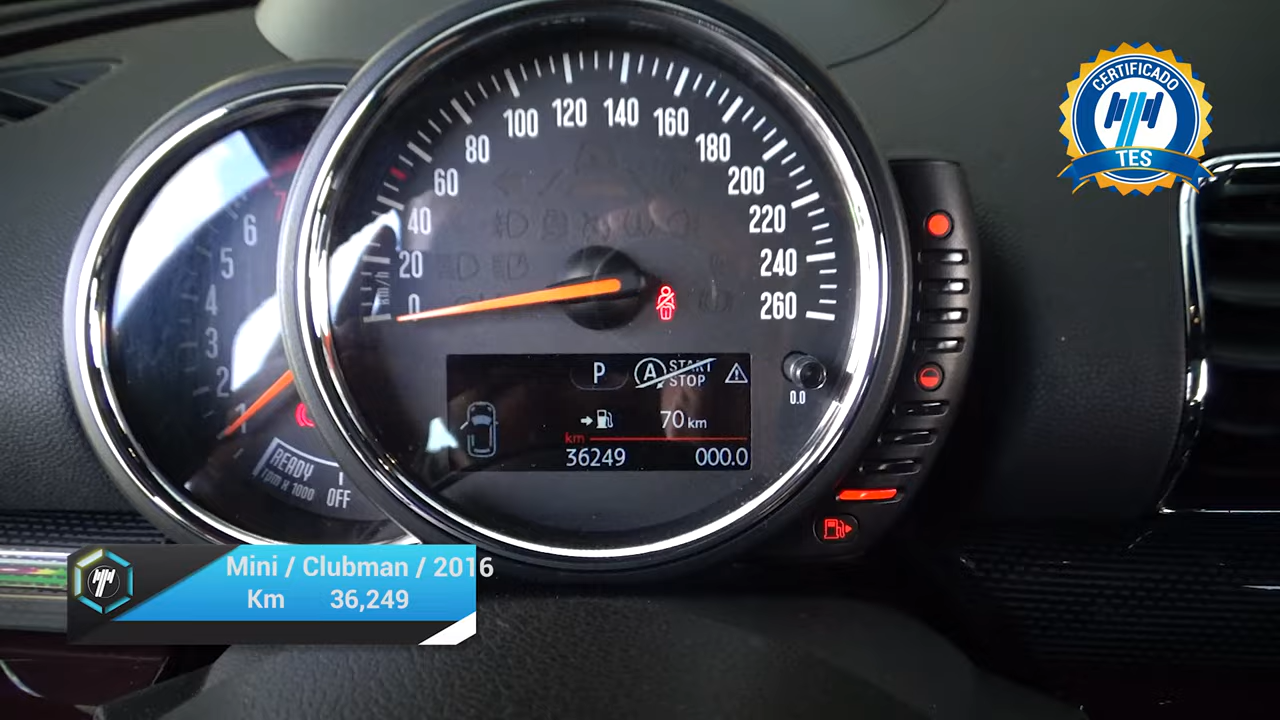 CERTIFICADO
TES
0
20
40
60
80
100
120
140
160
180
200
220
240
260
km/h
6
5
4
3
2
1
READY
rpm x 1000
OFF
P
A
START
STOP
70 km
km
36249 000.0
0.0
Mini / Clubman / 2016
Km 36,249